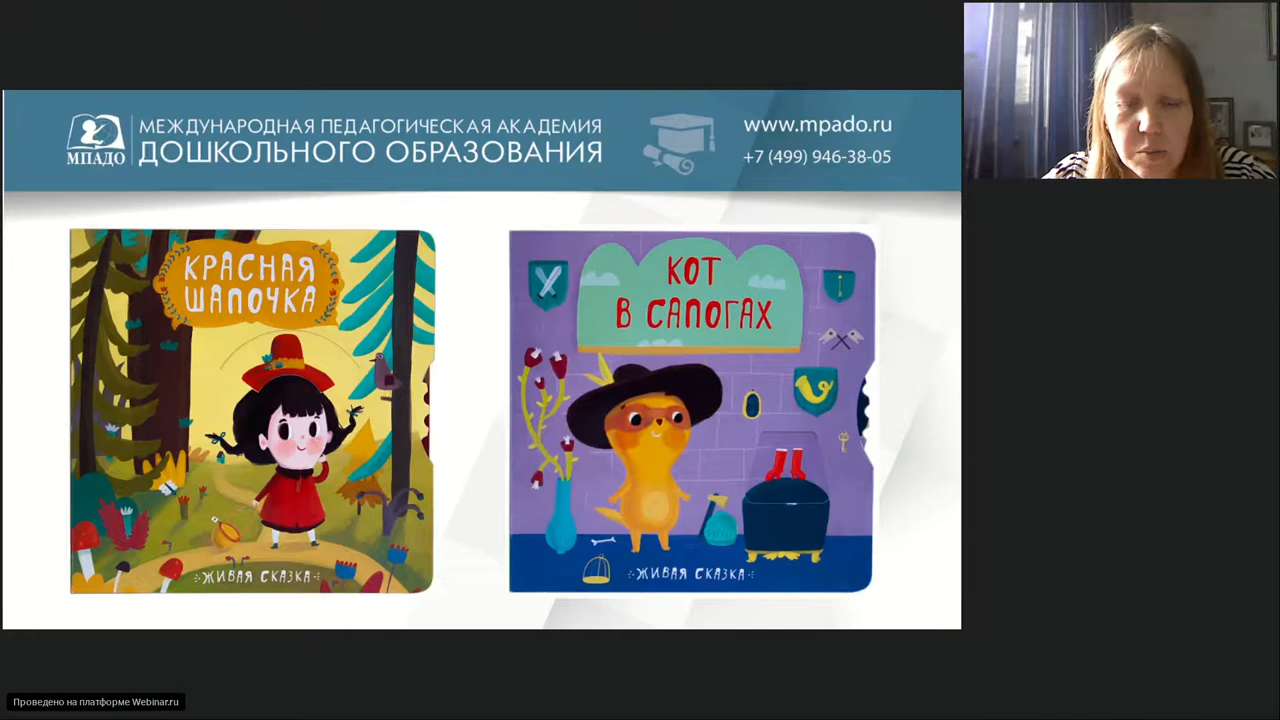 МПАДО
МЕЖДУНАРОДНАЯ ПЕДАГОГИЧЕСКАЯ АКАДЕМИЯ
ДОШКОЛЬНОГО ОБРАЗОВАНИЯ
www.mpado.ru
+7 (499) 946-38-05
КРАСНАЯ
ШАПОЧКА
ЖИВАЯ СКАЗКА
КОТ
В САПОГАХ
ЖИВАЯ СКАЗКА
Проведено на платформе Webinar.ru